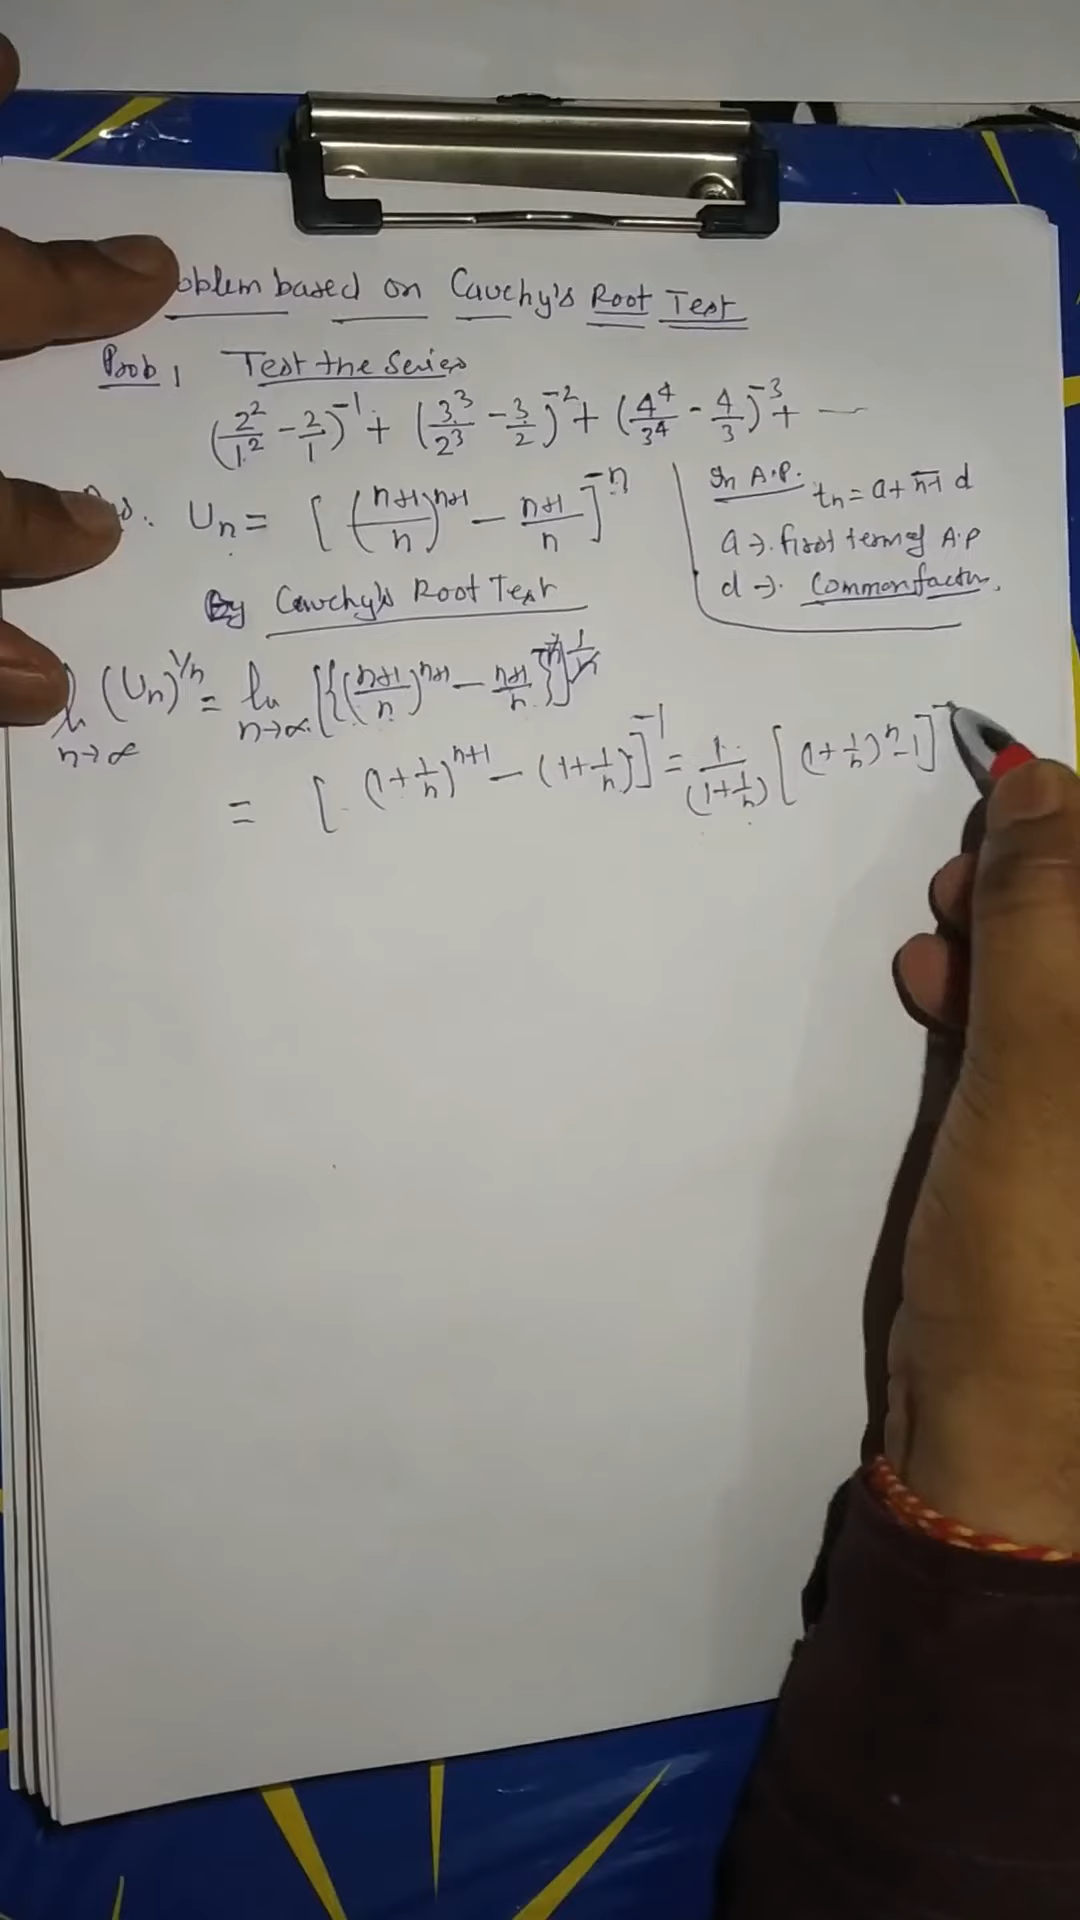 oblem based on Cauchy's Root Test
Prob 1 Test the Series
(2²/1² - 2/1)⁻¹ + (3³/2³ - 3/2)⁻² + (4⁴/3⁴ - 4/3)⁻³ + —
Uₙ = [((n+1)/n)ⁿ⁺¹ - (n+1)/n]⁻ⁿ
In A.P. tₙ = a + n-1 d
a → first term of A.P
d → Common factor.
By Cauchy's Root Test
n→∞ (Uₙ)^1/n = n→∞ [{((n+1)/n)ⁿ⁺¹ - (n+1)/n}⁻ⁿ]^1/n
= [(1+1/n)ⁿ⁺¹ - (1+1/n)]⁻¹ = 1/(1+1/n) [(1+1/n)ⁿ - 1]⁻